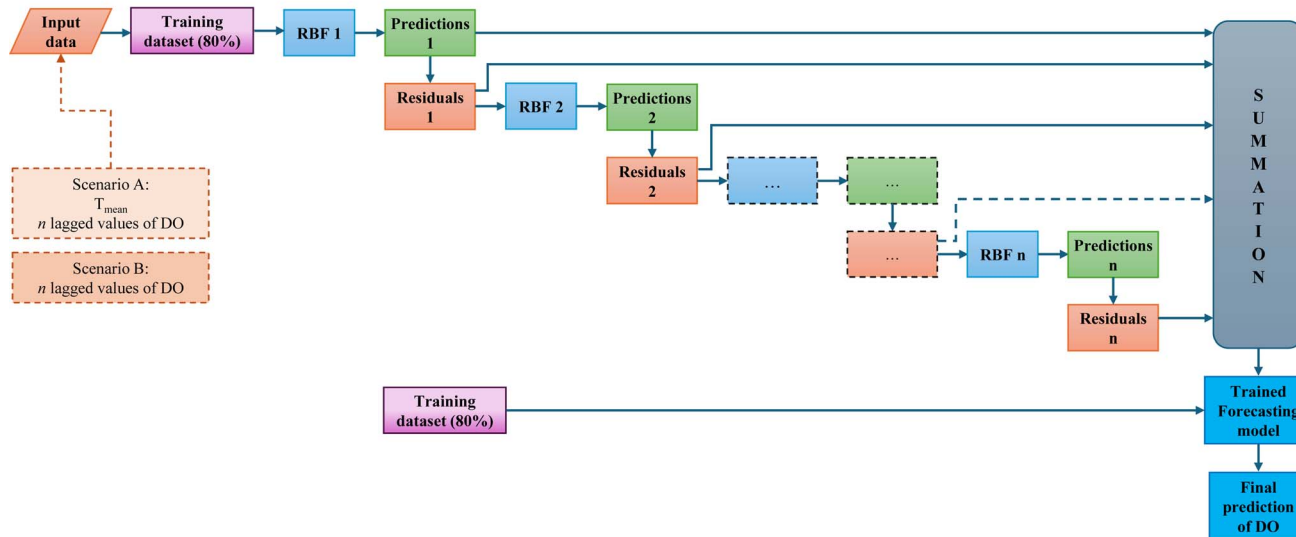 Input
data
Training
dataset (80%)
RBF 1
Predictions
1
Residuals
1
RBF 2
Predictions
2
Residuals
2
...
...
...
RBF n
Predictions
n
Residuals
n
S
U
M
M
A
T
I
O
N
Scenario A:
Tmean
n lagged values of DO
Scenario B:
n lagged values of DO
Training
dataset (80%)
Trained
Forecasting
model
Final
prediction
of DO